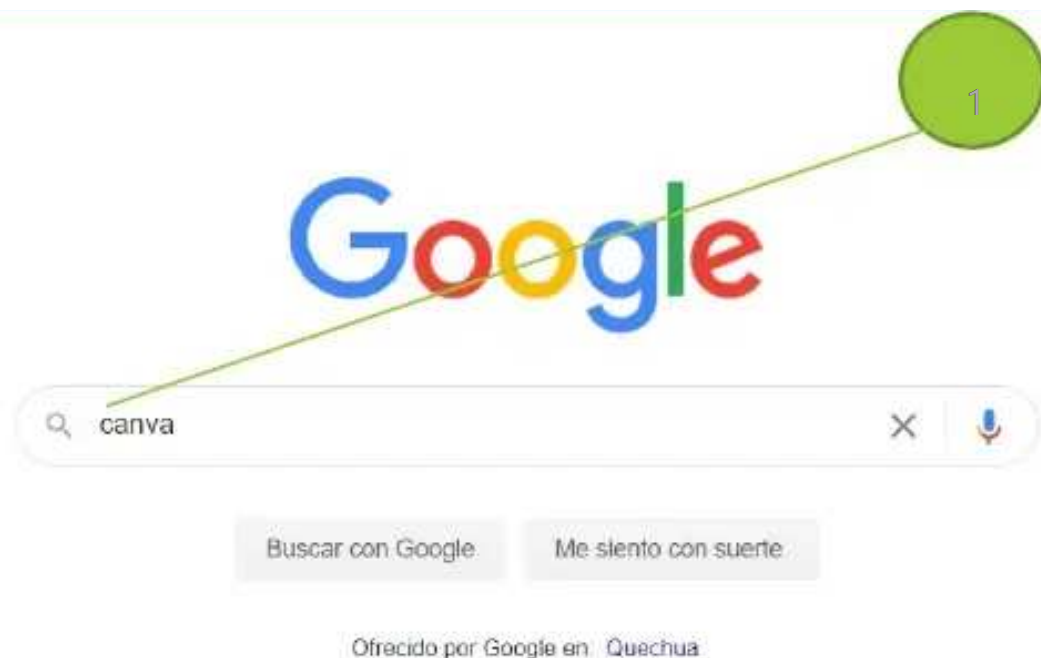 1
Google
canva
Buscar con Google Me siento con suerte
Ofrecido por Google en: Quechua